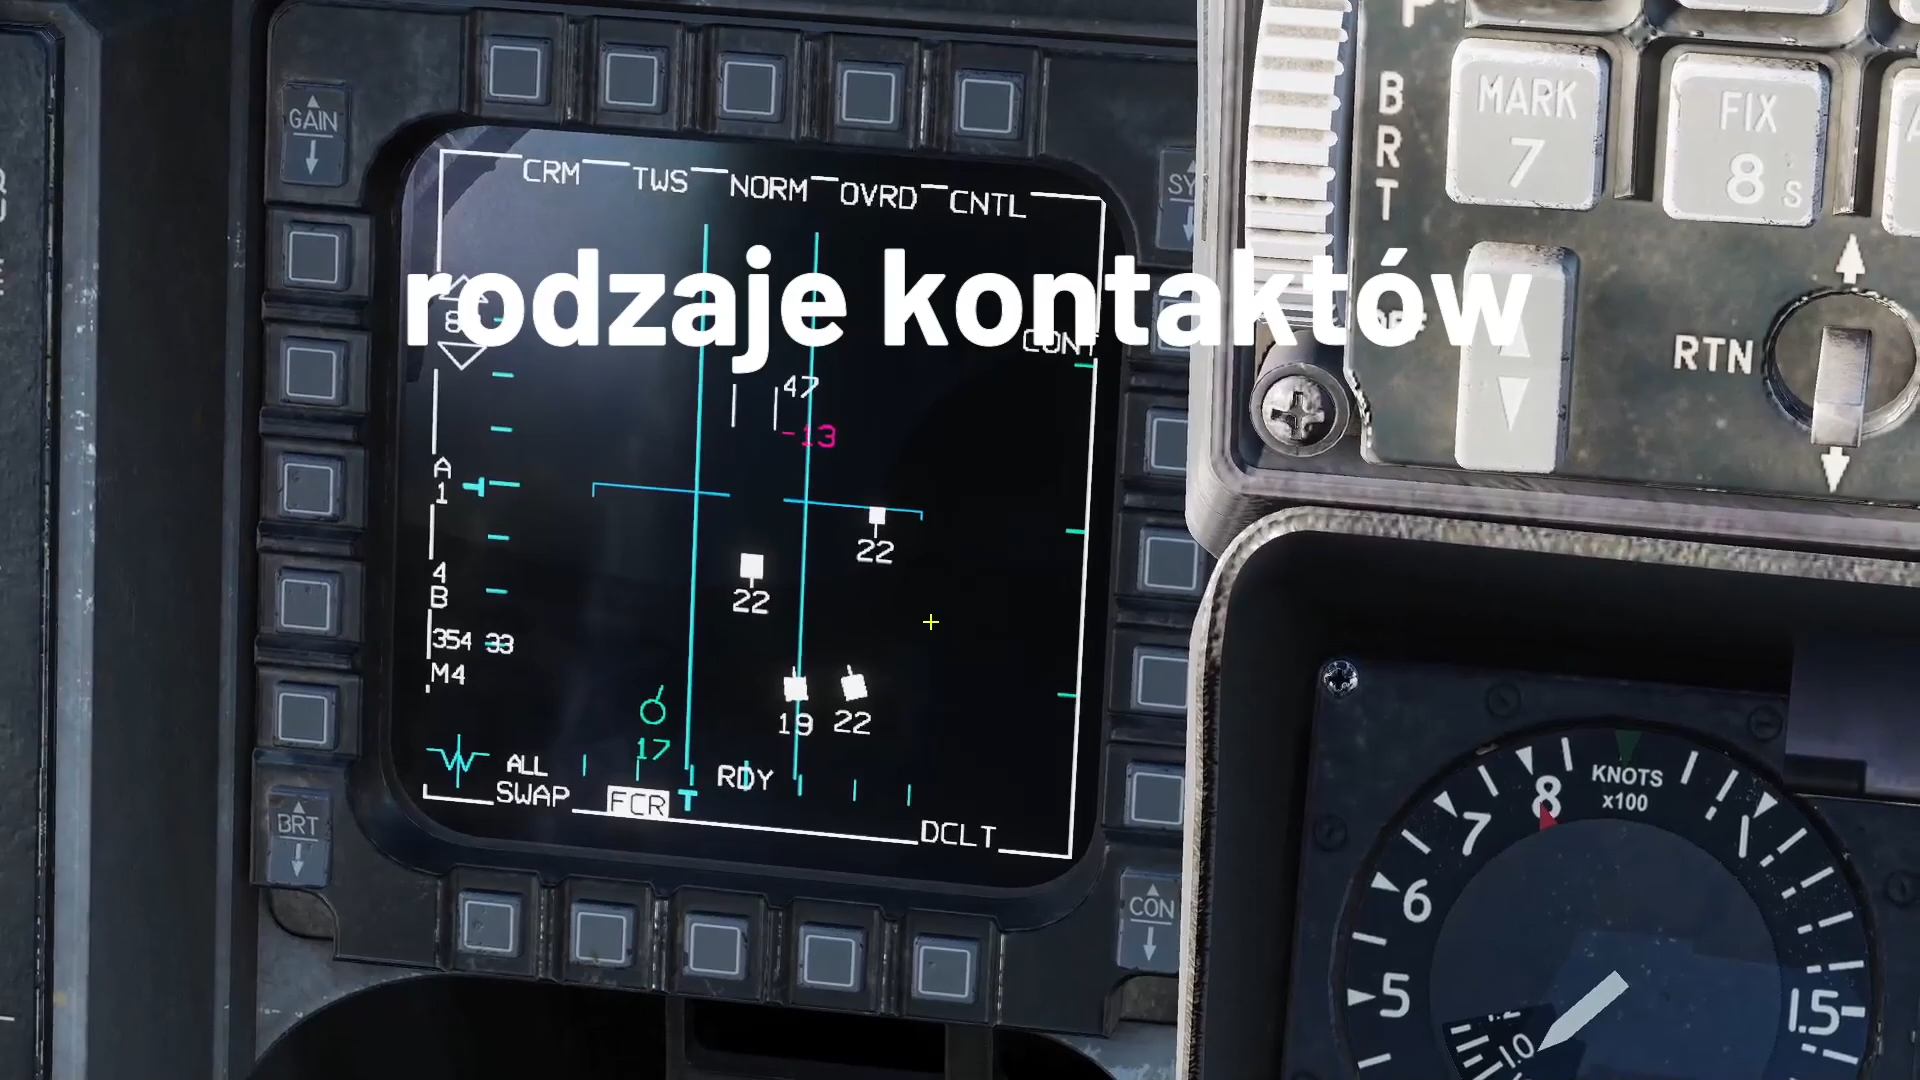 GAIN
CRM TWS NORM OVRD CNTL
rodzaje kontaktów
8
CONT
47
-13
A
1
22
22
4
B
354 33
M4
19 22
17
ALL RDY
SWAP FCR T DCLT
BRT
CON
BRT
MARK
7
FIX
8 S
RTN
KNOTS
x100
8
7
6
5
1.5
1.0